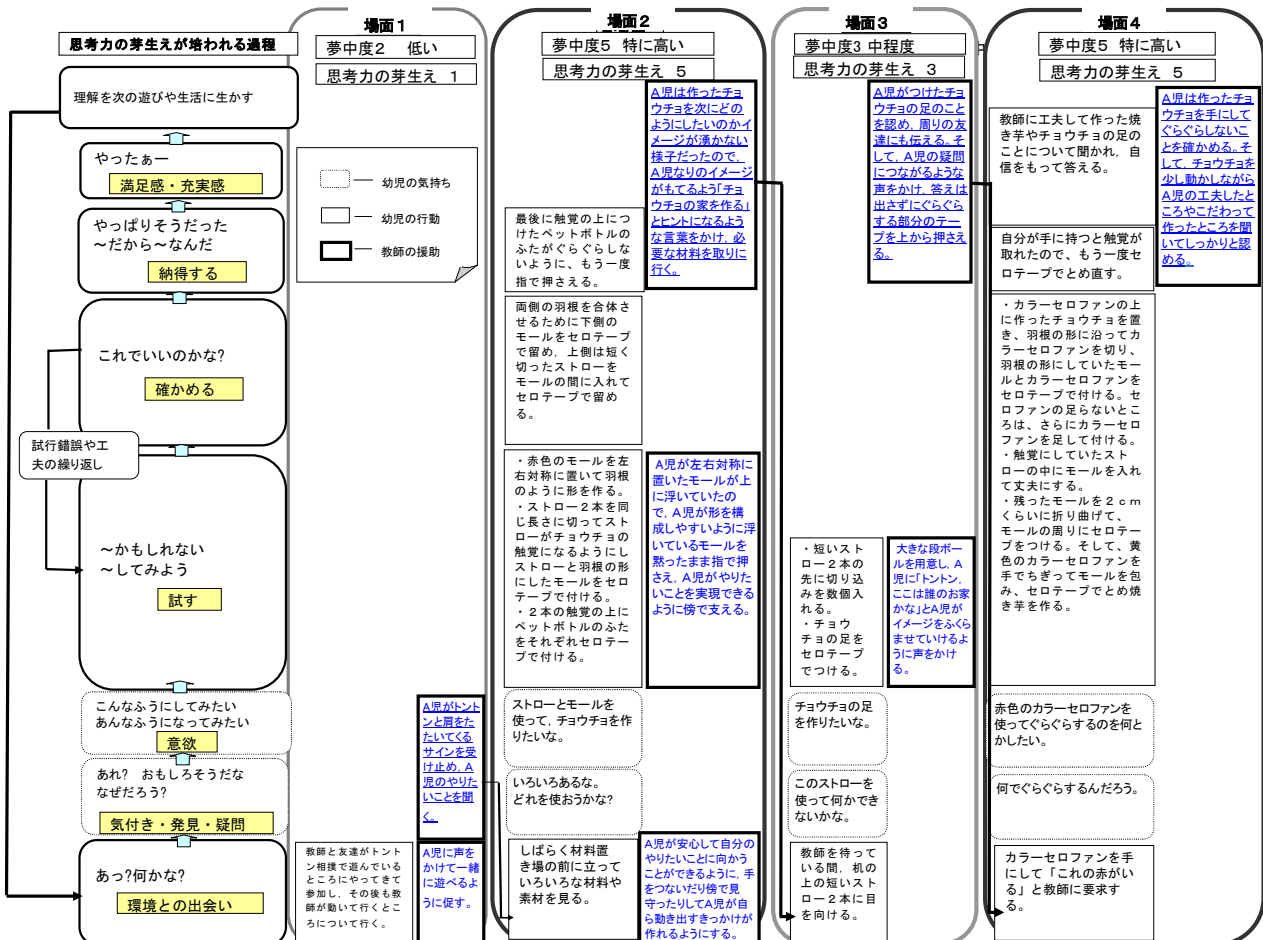 思考力の芽生えが培われる過程
理解を次の遊びや生活に生かす
やったぁー
満足感・充実感
やっぱりそうだった
～だから～なんだ
納得する
これでいいのかな?
確かめる
試行錯誤や工
夫の繰り返し
～かもしれない
～してみよう
試す
こんなふうにしてみたい
あんなふうになってみたい
意欲
あれ?　おもしろそうだな
なぜだろう?
気付き・発見・疑問
あっ?何かな?
環境との出会い
場面１
夢中度2　低い
思考力の芽生え 1
幼児の気持ち
幼児の行動
教師の援助
A児がトント
ンと肩をた
たいてくる
サインを受
け止め、A
児のやりた
いことを聞
く。
教師と友達がトント
ン相撲で遊んでいる
ところにやってきて
参加し、その後も教
師が動いて行くとこ
ろについて行く。
A児に声を
かけて一緒
に遊べるよ
うに促す。
場面２
夢中度5 特に高い
思考力の芽生え 5
A児は作ったチョ
ウチョを次にどの
ようにしたいのかイ
メージが湧かない
様子だったので、
A児なりのイメージ
がもてるよう「チョ
ウチョの家を作る」
とヒントになるよう
な言葉をかけ、必
要な材料を取りに
行く。
最後に触覚の上につ
けたペットボトルの
ふたがぐらぐらしな
いように、もう一度
指で押さえる。
両側の羽根を合体さ
せるために下側の
モールをセロテープ
で留め、上側は短く
切ったストローを
モールの間に入れて
セロテープで留め
る。
・赤色のモールを左
右対称に置いて羽根
のように形を作る。
・ストロー2本を同
じ長さに切ってスト
ローがチョウチョの
触覚になるようにし
ストローと羽根の形
にしたモールをセロ
テープで付ける。
・2本の触覚の上に
ペットボトルのふた
をそれぞれセロテー
プで付ける。
A児が左右対称に
置いたモールが上
に浮いていたの
で、A児が形を構
成しやすいように浮
いているモールを
黙ったまま指で押
さえ、A児がやりた
いことを実現できる
ように傍で支える。
ストローとモールを
使って，チョウチョを作
りたいな。
いろいろあるな。
どれを使おうかな?
しばらく材料置
き場の前に立って
いろいろな材料や
素材を見る。
A児が安心して自分の
やりたいことに向かう
ことができるように、手
をつないだり傍で見
守ったりしてA児が自
ら動き出すきっかけが
作れるようにする。
場面３
夢中度3 中程度
思考力の芽生え 3
A児がつけたチョ
ウチョの足のこと
を認め、周りの友
達にも伝える。そ
して、A児の疑問
につながるような
声をかけ、答えは
出さずにぐらぐら
する部分のテー
プを上から押さえ
る。
・短いスト
ロー2本の
先に切り込
みを数個入
れる。
・チョウ
チョの足を
セロテープ
でつける。
大きな段ボー
ルを用意し、A
児に「トントン、
ここは誰のお家
かな」とA児が
イメージをふくら
ませていけるよ
うに声をかけ
る。
チョウチョの足
を作りたいな。
このストローを
使って何かでき
ないかな。
教師を待って
いる間、机の
上の短いスト
ロー2本に目
を向ける。
場面４
夢中度5 特に高い
思考力の芽生え 5
教師に工夫して作った焼
き芋やチョウチョの足の
ことについて聞かれ、自
信をもって答える。
A児は作ったチョ
ウチョを手にして
ぐらぐらしないこ
とを確かめる。そ
して、チョウチョを
少し動かしながら
A児の工夫したと
ころやこだわって
作ったところを聞
いてしっかりと認
める。
自分が手に持つと触覚が
取れたので、もう一度セ
ロテープでとめ直す。
・カラーセロファンの上
に作ったチョウチョを置
き、羽根の形に沿ってカ
ラーセロファンを切り、
羽根の形にしていたモー
ルとカラーセロファンを
セロテープで付ける。セ
ロファンの足らないとこ
ろは、さらにカラーセロ
ファンを足して付ける。
・触覚にしていたスト
ローの中にモールを入れ
て丈夫にする。
・残ったモールを2cm
くらいに折り曲げて、
モールの周りにセロテー
プをつける。そして、黄
色のカラーセロファンを
手でちぎってモールを包
み、セロテープでとめ焼
き芋を作る。
赤色のカラーセロファンを
使ってぐらぐらするのを何と
かしたい。
何でぐらぐらするんだろう。
カラーセロファンを手
にして「これの赤がい
る」と教師に要求す
る。